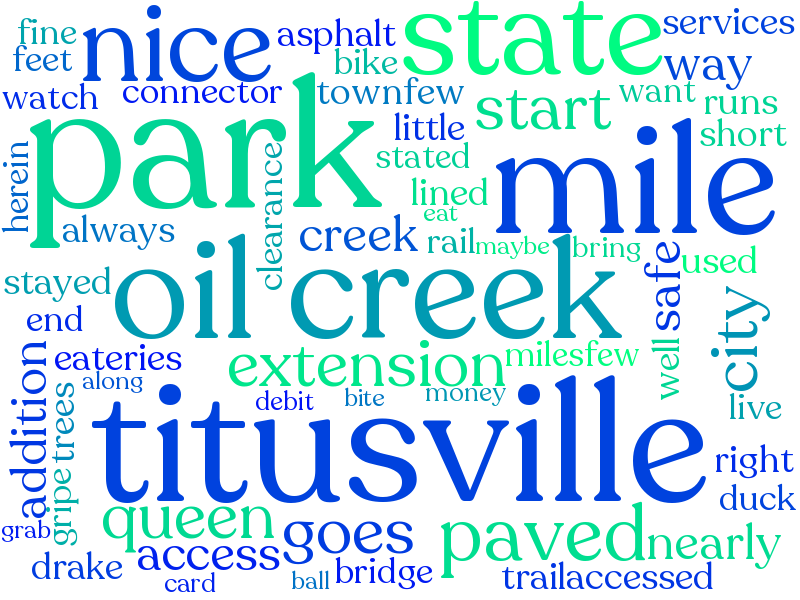 fine
nice
asphalt
state
services
feet
bike
way
watch
connector
townfew
start
want
runs
park
little
mile
short
herein
clearance
stated
lined
eat
always
creek
rail
maybe
bring
safe
used
stayed
oil creek
city
end
eateries
extension
milesfew
well
addition
along
titusville
debit
bite
money
live
gripe
trees
right
queen
goes
paved
duck
grab
access
nearly
drake
card
ball
bridge
trailaccessed